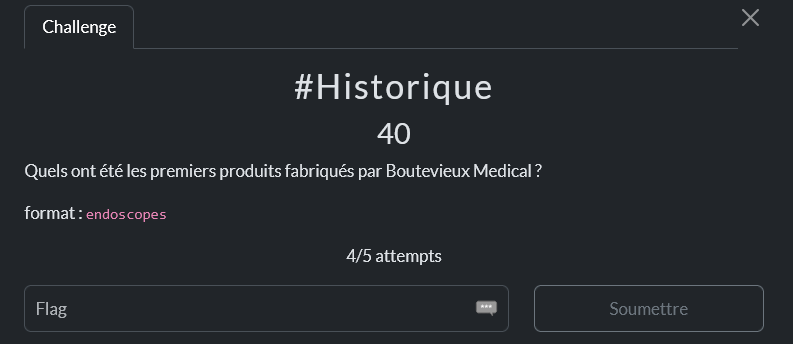 Challenge
#Historique
40
Quels ont été les premiers produits fabriqués par Boutevieux Medical ?
format : endoscopes
4/5 attempts
Flag
Soumettre